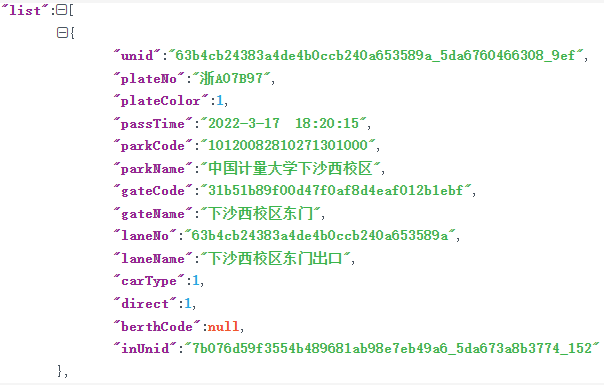 "list":[
{
"unid":"63b4cb24383a4de4b0ccb240a653589a_5da6760466308_9ef",
"plateNo":"浙A07B97",
"plateColor":1,
"passTime":"2022-3-17  18:20:15",
"parkCode":"10120082810271301000",
"parkName":"中国计量大学下沙西校区",
"gateCode":"31b51b89f00d47f0af8d4eaf012b1ebf",
"gateName":"下沙西校区东门",
"laneNo":"63b4cb24383a4de4b0ccb240a653589a",
"laneName":"下沙西校区东门出口",
"carType":1,
"direct":1,
"berthCode":null,
"inUnid":"7b076d59f3554b489681ab98e7eb49a6_5da673a8b3774_152"
},